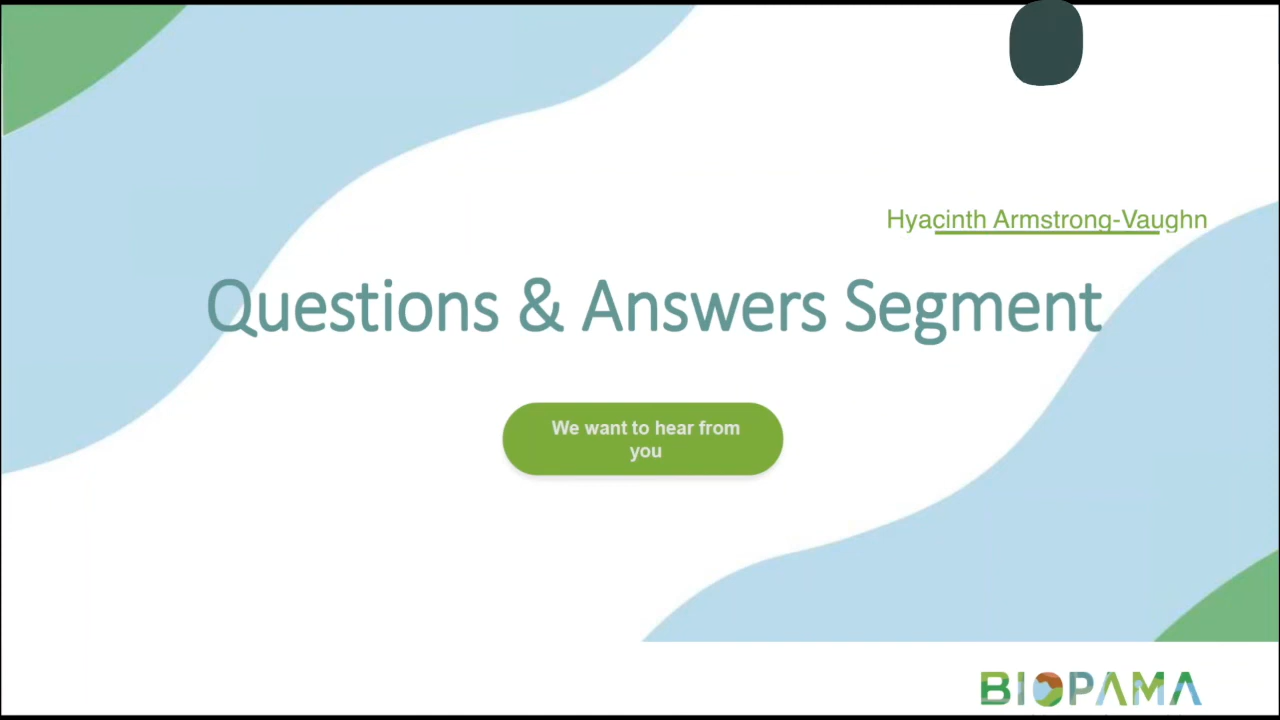 Hyacinth Armstrong-Vaughn
Questions & Answers Segment
We want to hear from
you
BIOPAMA